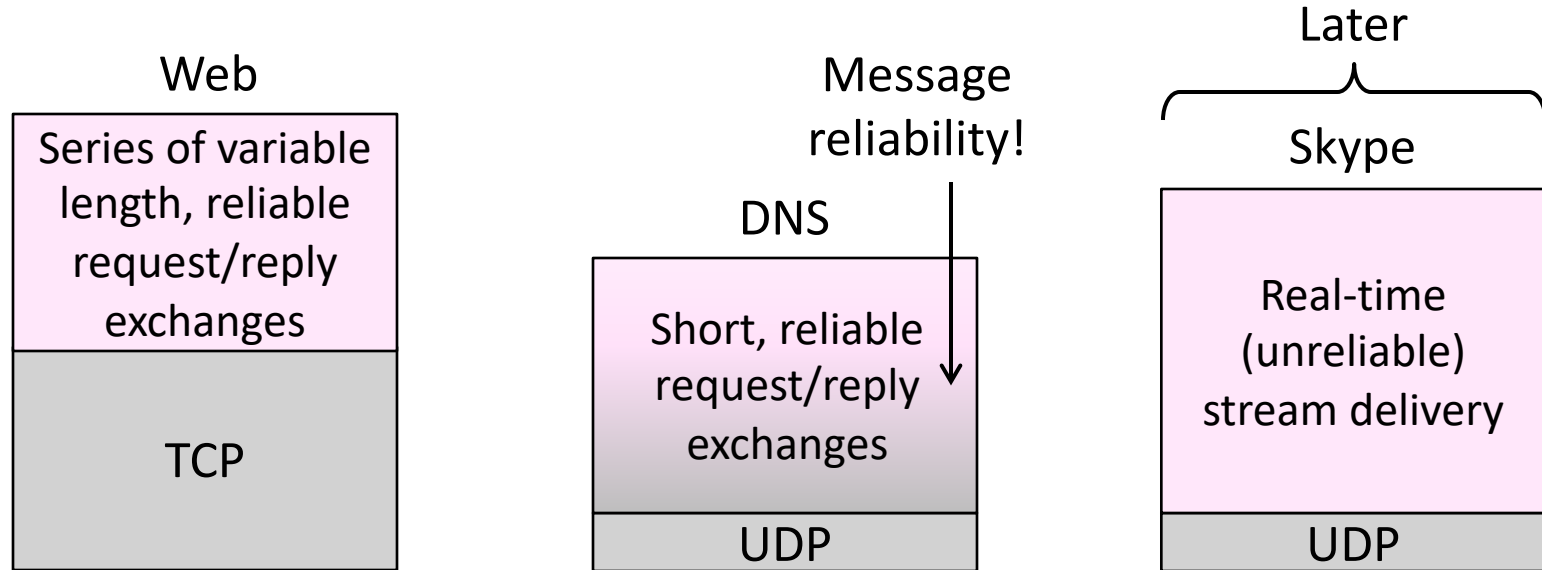 Web
Series of variable
length, reliable
request/reply
exchanges
TCP
Message
reliability!
DNS
Short, reliable
request/reply
exchanges
UDP
Later
Skype
Real-time
(unreliable)
stream delivery
UDP